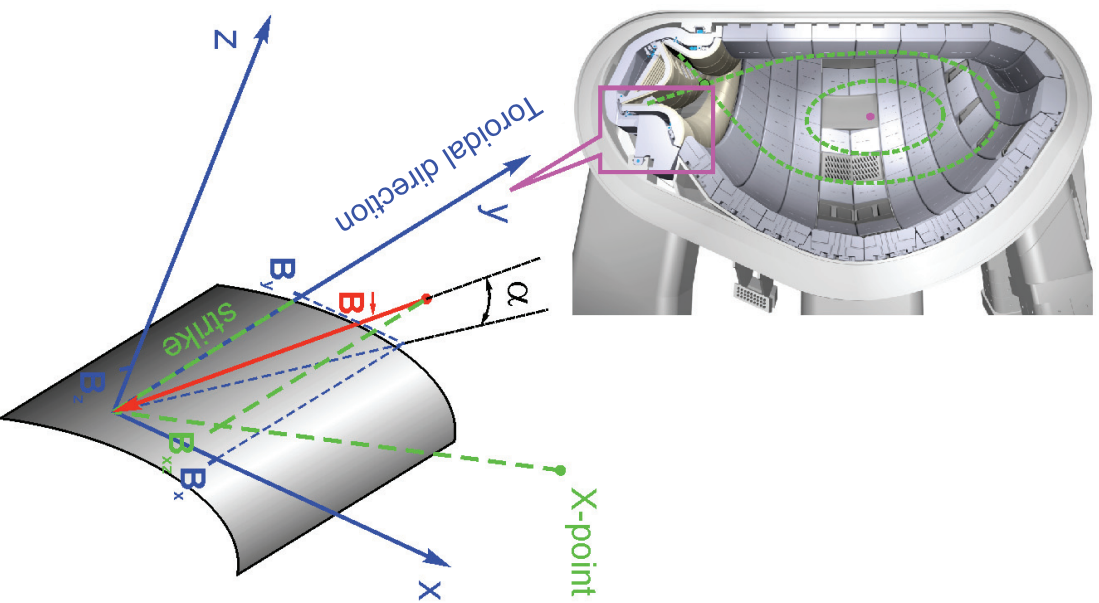 Z
Toroidal direction
y
B y
B
α
strike
B z
B xz
B x
X-point
X